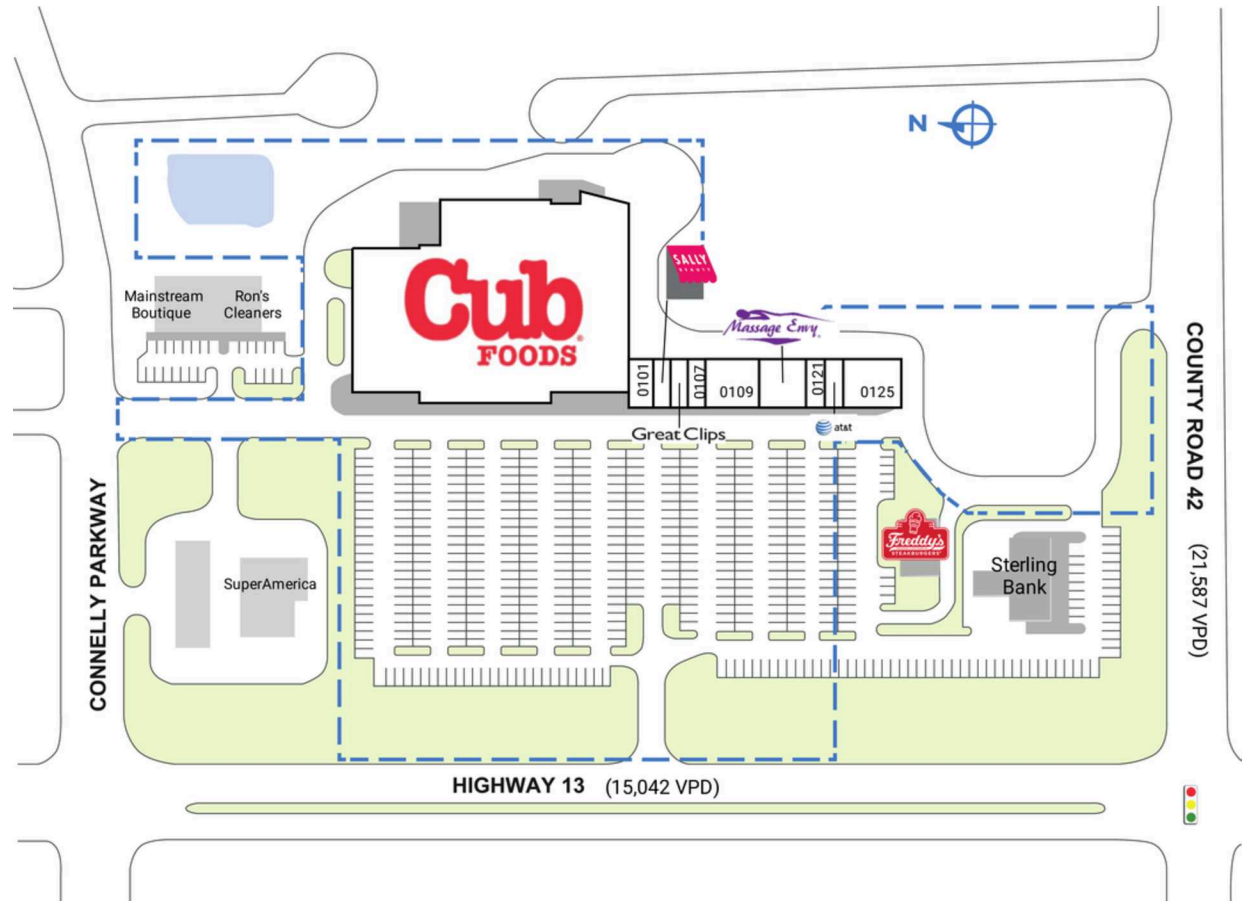 N
SALLY
BEAUTY
Mainstream
Boutique
Ron's
Cleaners
Cub
FOODS
Massage Envy
0101
0107
0109
0121
0125
Great Clips
at&t
COUNTY ROAD 42 (21,587 VPD)
CONNELLY PARKWAY
SuperAmerica
Freddy's
STEAKBURGERS
Sterling
Bank
HIGHWAY 13 (15,042 VPD)